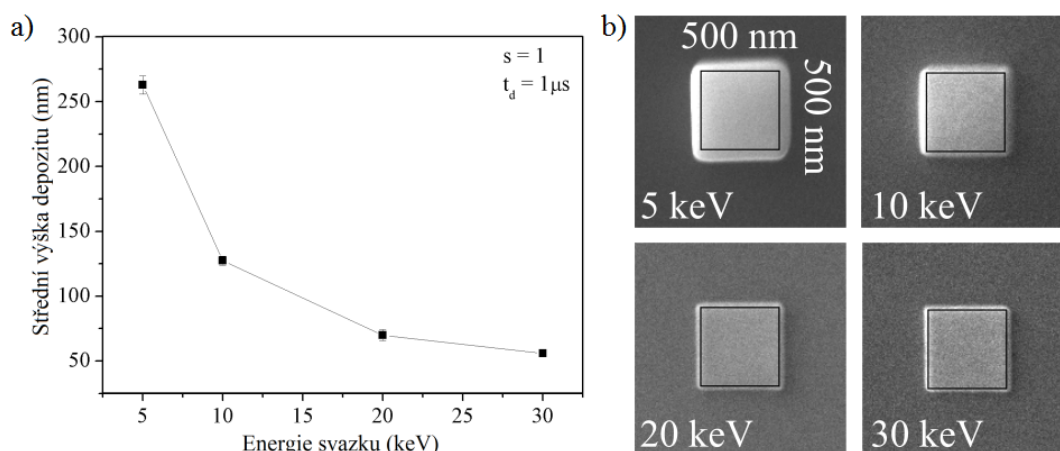 a)
Střední výška depozitu (nm)
300
250
200
150
100
50
s = 1
t_d = 1μs
5 10 15 20 25 30
Energie svazku (keV)
b)
500 nm
500 nm
5 keV
10 keV
20 keV
30 keV